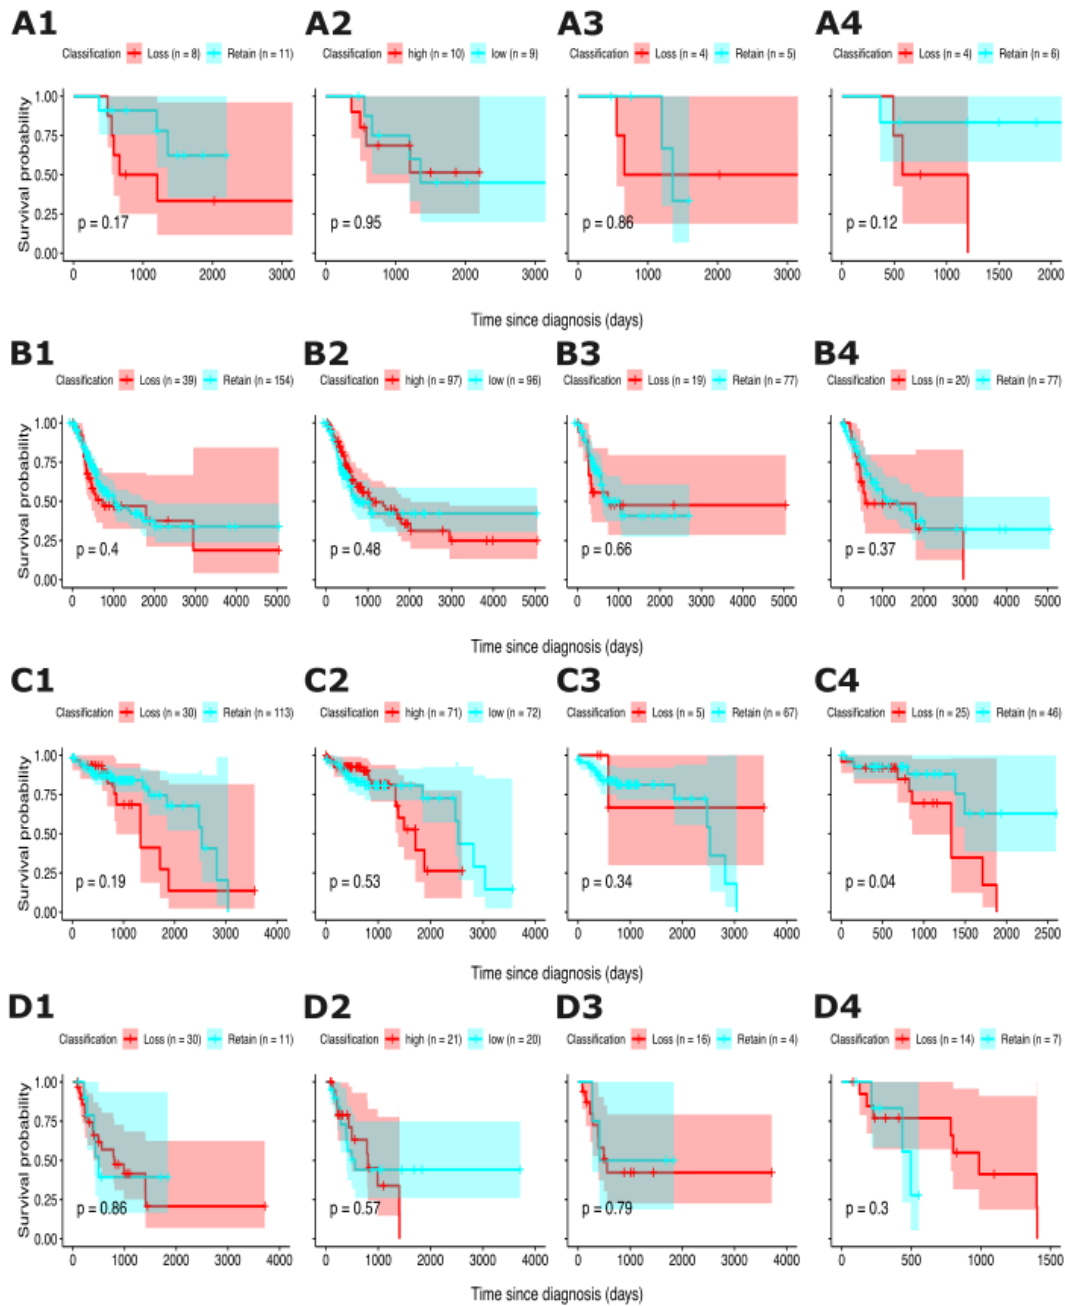 A1 A2 A3 A4
Classification Loss (n = 8) Retain (n = 11) Classification high (n = 10) low (n = 9) Classification Loss (n = 4) Retain (n = 5) Classification Loss (n = 4) Retain (n = 6)
Survival probability
1.00
0.75
0.50
0.25
0.00
p = 0.17 p = 0.95 p = 0.86 p = 0.12
0 1000 2000 3000 0 1000 2000 3000 0 1000 2000 3000 0 500 1000 1500 2000
Time since diagnosis (days)
B1 B2 B3 B4
Classification Loss (n = 39) Retain (n = 154) Classification high (n = 97) low (n = 96) Classification Loss (n = 19) Retain (n = 77) Classification Loss (n = 20) Retain (n = 77)
Survival probability
1.00
0.75
0.50
0.25
0.00
p = 0.4 p = 0.48 p = 0.66 p = 0.37
0 1000 2000 3000 4000 5000 0 1000 2000 3000 4000 5000 0 1000 2000 3000 4000 5000 0 1000 2000 3000 4000 5000
Time since diagnosis (days)
C1 C2 C3 C4
Classification Loss (n = 30) Retain (n = 113) Classification high (n = 71) low (n = 72) Classification Loss (n = 5) Retain (n = 67) Classification Loss (n = 25) Retain (n = 46)
Survival probability
1.00
0.75
0.50
0.25
0.00
p = 0.19 p = 0.53 p = 0.34 p = 0.04
0 1000 2000 3000 4000 0 1000 2000 3000 4000 0 1000 2000 3000 4000 0 500 1000 1500 2000 2500
Time since diagnosis (days)
D1 D2 D3 D4
Classification Loss (n = 30) Retain (n = 11) Classification high (n = 21) low (n = 20) Classification Loss (n = 16) Retain (n = 4) Classification Loss (n = 14) Retain (n = 7)
Survival probability
1.00
0.75
0.50
0.25
0.00
p = 0.86 p = 0.57 p = 0.79 p = 0.3
0 1000 2000 3000 4000 0 1000 2000 3000 4000 0 1000 2000 3000 4000 0 500 1000 1500
Time since diagnosis (days)